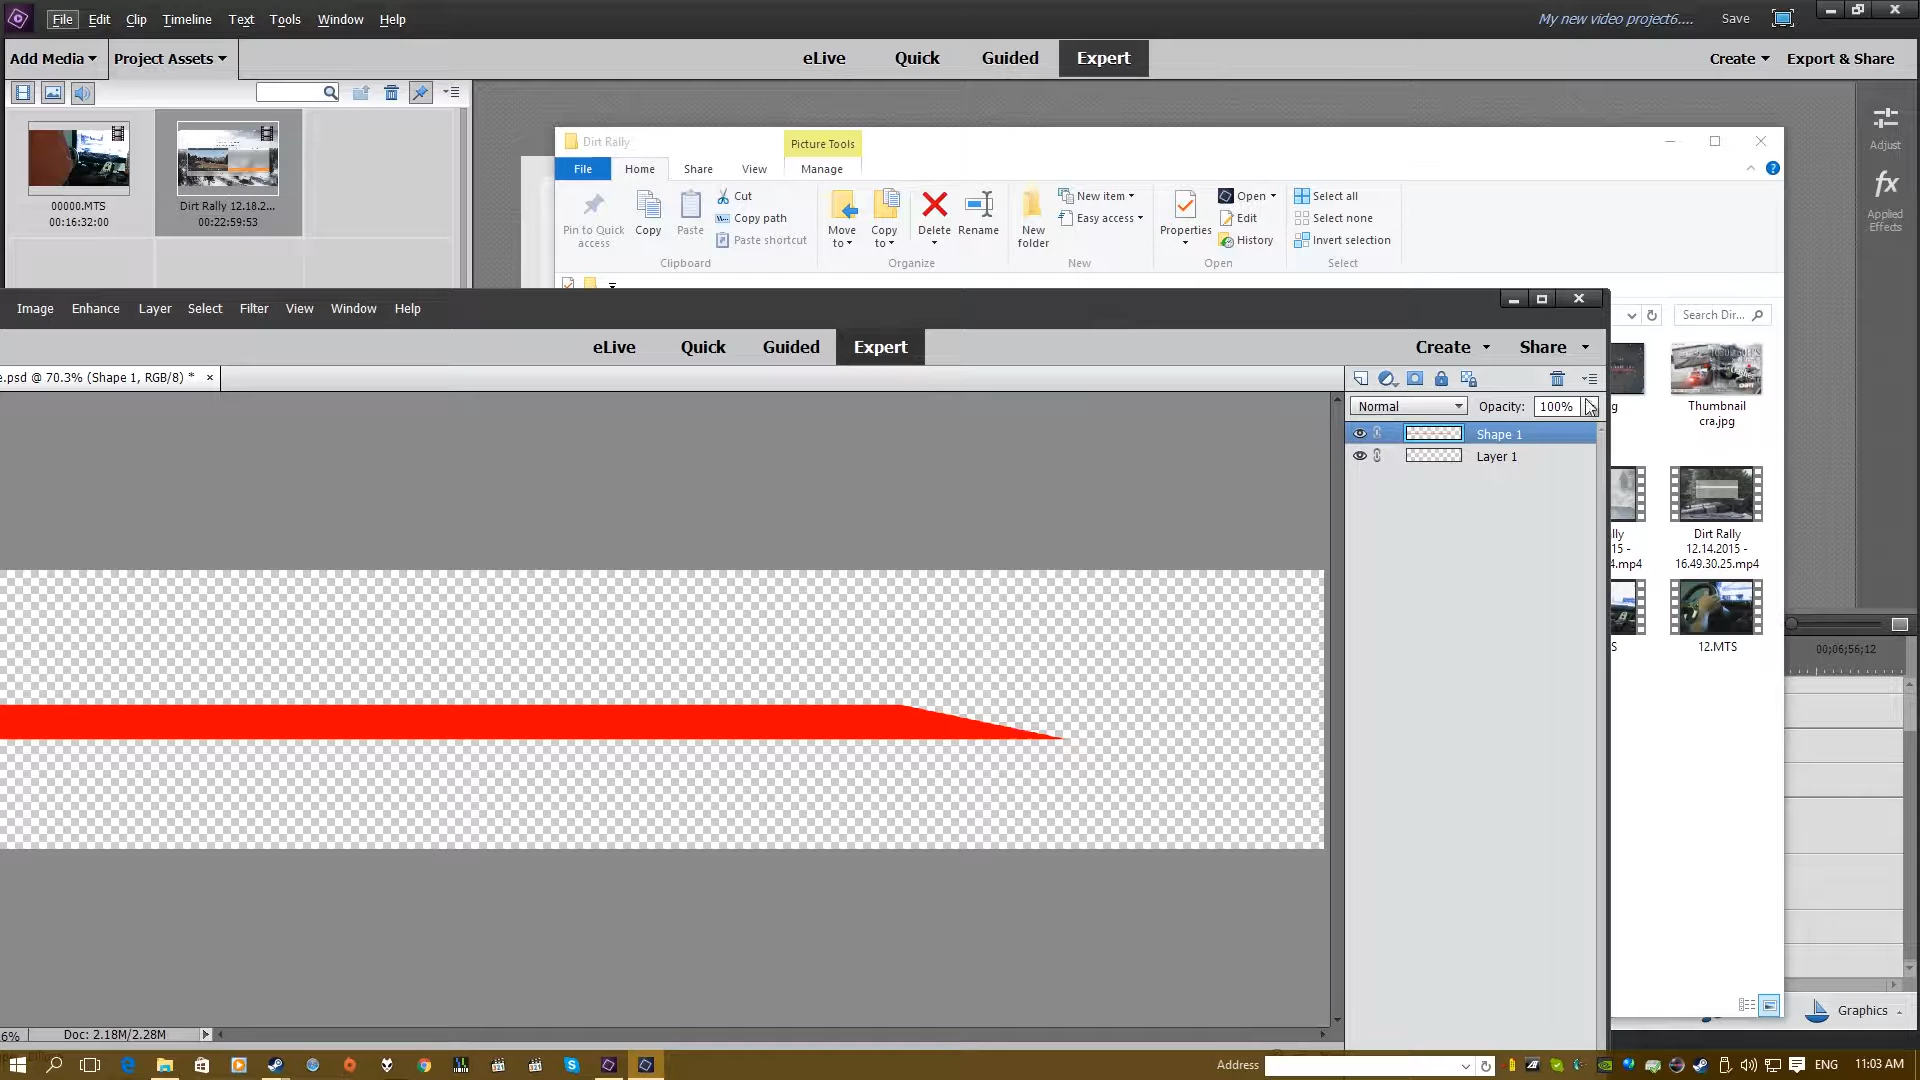 File Edit Clip Timeline Text Tools Window Help
My new video project6.... Save
Add Media Project Assets
eLive Quick Guided Expert
Create Export & Share
00000.MTS
00:16:32:00
Dirt Rally 12.18.2...
00:22:59:53
Adjust
fx
Applied
Effects
Dirt Rally
Picture Tools
File Home Share View Manage
Pin to Quick
access
Copy
Paste
Cut
Copy path
Paste shortcut
Clipboard
Move
to
Copy
to
Delete
Rename
Organize
New
folder
New item
Easy access
New
Properties
Open
Edit
History
Open
Select all
Select none
Invert selection
Select
Image Enhance Layer Select Filter View Window Help
eLive Quick Guided Expert
Create Share
e.psd @ 70.3% (Shape 1, RGB/8) *
Normal Opacity: 100%
Shape 1
Layer 1
Search Dir...
g
Thumbnail
cra.jpg
lly
15 -
4.mp4
Dirt Rally
12.14.2015 -
16.49.30.25.mp4
S
12.MTS
00;06;56;12
Graphics
6% Doc: 2.18M/2.28M
Address
ENG 11:03 AM